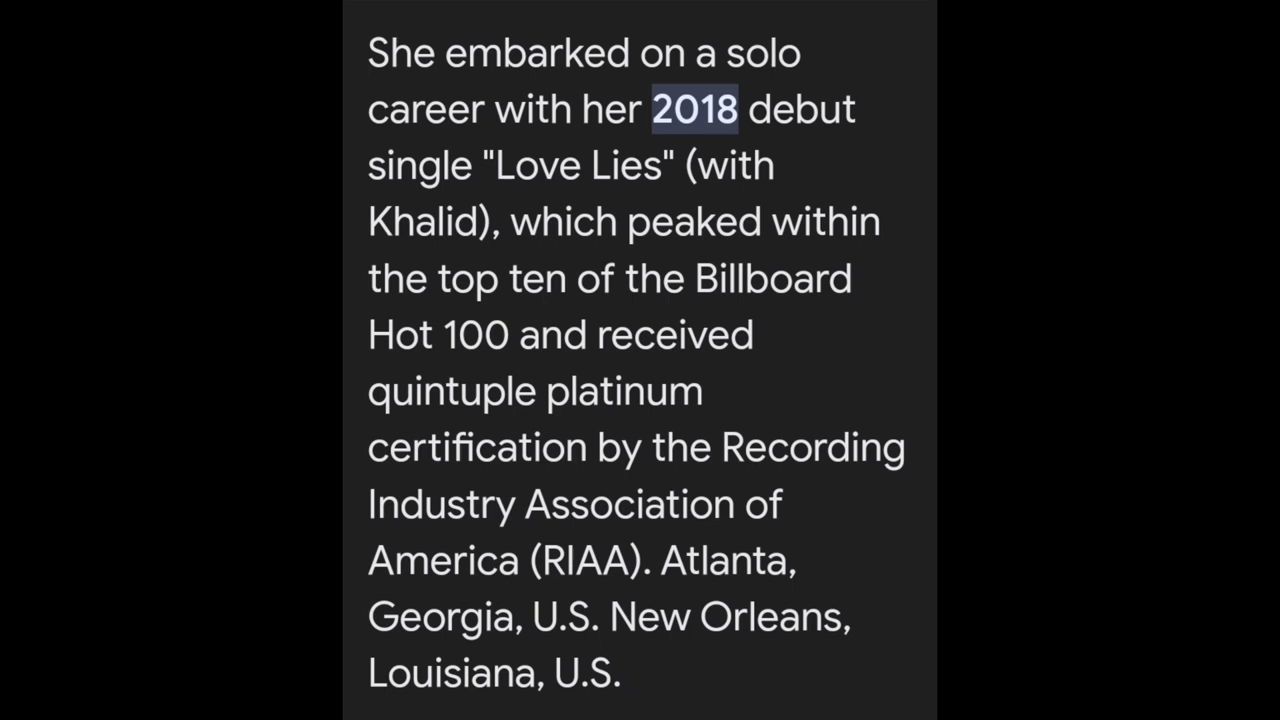 She embarked on a solo
career with her 2018 debut
single "Love Lies" (with
Khalid), which peaked within
the top ten of the Billboard
Hot 100 and received
quintuple platinum
certification by the Recording
Industry Association of
America (RIAA). Atlanta,
Georgia, U.S. New Orleans,
Louisiana, U.S.